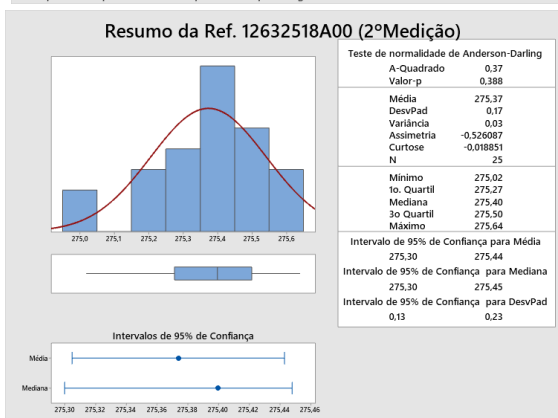 Resumo da Ref. 12632518A00 (2ºMedição)
275,0 275,1 275,2 275,3 275,4 275,5 275,6
Intervalos de 95% de Confiança
Média
Mediana
275,30 275,32 275,34 275,36 275,38 275,40 275,42 275,44 275,46
Teste de normalidade de Anderson-Darling
A-Quadrado 0,37
Valor-p 0,388
Média 275,37
DesvPad 0,17
Variância 0,03
Assimetria -0,526087
Curtose -0,018851
N 25
Mínimo 275,02
1o. Quartil 275,27
Mediana 275,40
3o Quartil 275,50
Máximo 275,64
Intervalo de 95% de Confiança para Média
275,30 275,44
Intervalo de 95% de Confiança para Mediana
275,30 275,45
Intervalo de 95% de Confiança para DesvPad
0,13 0,23